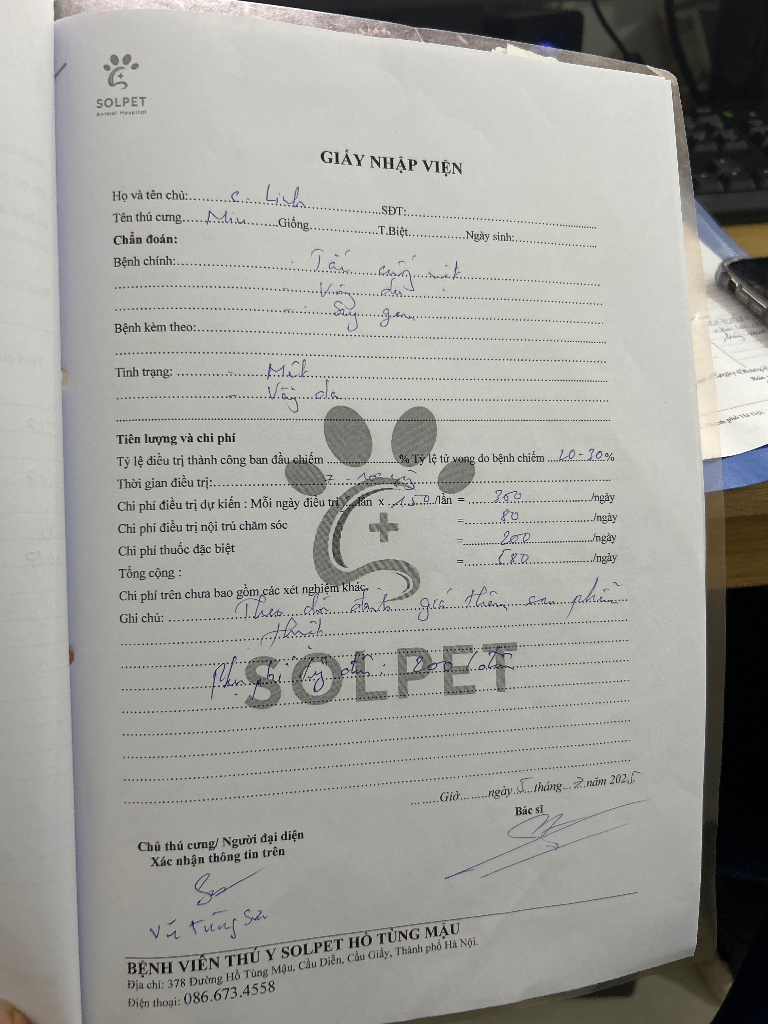 SOLPET
Animal Hospital
GIẤY NHẬP VIỆN
Họ và tên chủ: C. Linh SĐT:
Tên thú cưng Miu Giống T.Biệt Ngày sinh:
Chẩn đoán:
Bệnh chính: - Tắc ống mật
- Vàng da
- Suy gan
Bệnh kèm theo:
Tình trạng: - Mệt
- Vàng da
Tiên lượng và chi phí
Tỷ lệ điều trị thành công ban đầu chiếm % Tỷ lệ tử vong do bệnh chiếm 20-30%
Thời gian điều trị: 7 - 10
Chi phí điều trị dự kiến : Mỗi ngày điều trị lần x 150/lần = 300/ngày
Chi phí điều trị nội trú chăm sóc = 80/ngày
Chi phí thuốc đặc biệt = 200/ngày
Tổng cộng : = 580/ngày
Chi phí trên chưa bao gồm các xét nghiệm khác
Ghi chú: Theo dõi đánh giá thêm sau phẫu
thuật
Phụ phí đêm: 200/đêm
SOLPET
Giờ ngày 5 tháng 7 năm 2025
Bác sĩ
Chủ thú cưng/ Người đại diện
Xác nhận thông tin trên
Vũ Tùng Sơn
BỆNH VIỆN THÚ Y SOLPET HỒ TÙNG MẬU
Địa chỉ: 378 Đường Hồ Tùng Mậu, Cầu Diễn, Cầu Giấy, Thành phố Hà Nội.
Điện thoại: 086.673.4558